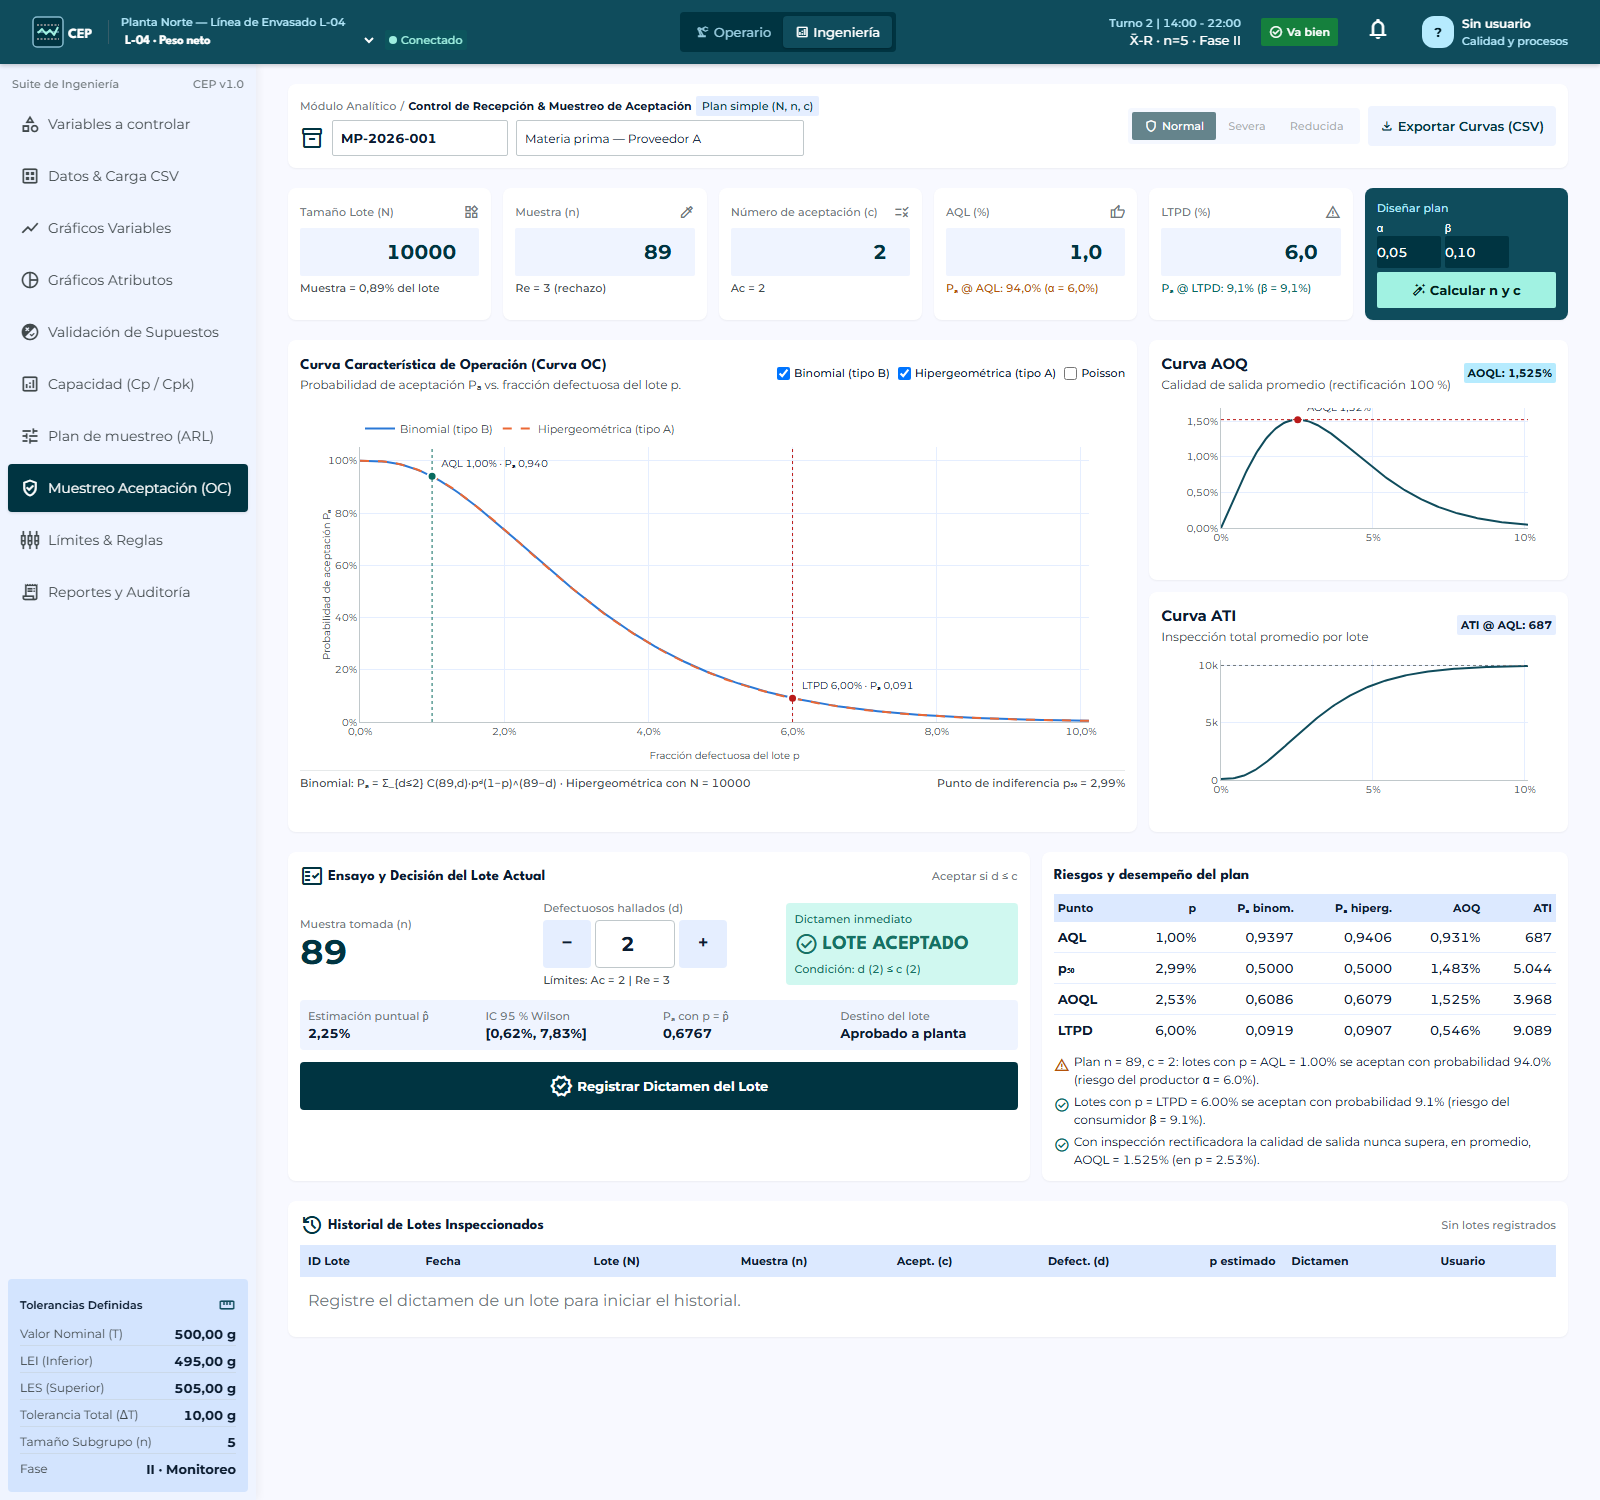 CEP
Planta Norte — Línea de Envasado L-04
L-04 · Peso neto
Conectado
Operario
Ingeniería
Turno 2 | 14:00 - 22:00
X̄-R · n=5 · Fase II
Va bien
?
Sin usuario
Calidad y procesos
Suite de Ingeniería
CEP v1.0
Variables a controlar
Datos & Carga CSV
Gráficos Variables
Gráficos Atributos
Validación de Supuestos
Capacidad (Cp / Cpk)
Plan de muestreo (ARL)
Muestreo Aceptación (OC)
Límites & Reglas
Reportes y Auditoría
Tolerancias Definidas
Valor Nominal (T) 500,00 g
LEI (Inferior) 495,00 g
LES (Superior) 505,00 g
Tolerancia Total (ΔT) 10,00 g
Tamaño Subgrupo (n) 5
Fase II · Monitoreo
Módulo Analítico / Control de Recepción & Muestreo de Aceptación Plan simple (N, n, c)
MP-2026-001
Materia prima — Proveedor A
Normal
Severa
Reducida
Exportar Curvas (CSV)
Tamaño Lote (N)
10000
Muestra = 0,89% del lote
Muestra (n)
89
Re = 3 (rechazo)
Número de aceptación (c)
2
Ac = 2
AQL (%)
1,0
Pₐ @ AQL: 94,0% (α = 6,0%)
LTPD (%)
6,0
Pₐ @ LTPD: 9,1% (β = 9,1%)
Diseñar plan
α β
0,05 0,10
Calcular n y c
Curva Característica de Operación (Curva OC)
Probabilidad de aceptación Pₐ vs. fracción defectuosa del lote p.
Binomial (tipo B)
Hipergeométrica (tipo A)
Poisson
Binomial (tipo B)
Hipergeométrica (tipo A)
Probabilidad de aceptación Pₐ
100%
80%
60%
40%
20%
0%
AQL 1,00% · Pₐ 0,940
LTPD 6,00% · Pₐ 0,091
0,0% 2,0% 4,0% 6,0% 8,0% 10,0%
Fracción defectuosa del lote p
Binomial: Pₐ = Σ_{d≤2} C(89,d)·pᵈ(1−p)^(89−d) · Hipergeométrica con N = 10000
Punto de indiferencia p₅₀ = 2,99%
Curva AOQ
Calidad de salida promedio (rectificación 100 %)
AOQL: 1,525%
AOQL 1,52%
1,50%
1,00%
0,50%
0,00%
0% 5% 10%
Curva ATI
Inspección total promedio por lote
ATI @ AQL: 687
10k
5k
0
0% 5% 10%
Ensayo y Decisión del Lote Actual
Aceptar si d ≤ c
Muestra tomada (n)
89
Defectuosos hallados (d)
− 2 +
Límites: Ac = 2 | Re = 3
Dictamen inmediato
LOTE ACEPTADO
Condición: d (2) ≤ c (2)
Estimación puntual p̂
2,25%
IC 95 % Wilson
[0,62%, 7,83%]
Pₐ con p = p̂
0,6767
Destino del lote
Aprobado a planta
Registrar Dictamen del Lote
Riesgos y desempeño del plan
Punto p Pₐ binom. Pₐ hiperg. AOQ ATI
AQL 1,00% 0,9397 0,9406 0,931% 687
p₅₀ 2,99% 0,5000 0,5000 1,483% 5.044
AOQL 2,53% 0,6086 0,6079 1,525% 3.968
LTPD 6,00% 0,0919 0,0907 0,546% 9.089
Plan n = 89, c = 2: lotes con p = AQL = 1.00% se aceptan con probabilidad 94.0%
(riesgo del productor α = 6.0%).
Lotes con p = LTPD = 6.00% se aceptan con probabilidad 9.1% (riesgo del
consumidor β = 9.1%).
Con inspección rectificadora la calidad de salida nunca supera, en promedio,
AOQL = 1.525% (en p = 2.53%).
Historial de Lotes Inspeccionados
Sin lotes registrados
ID Lote Fecha Lote (N) Muestra (n) Acept. (c) Defect. (d) p estimado Dictamen Usuario
Registre el dictamen de un lote para iniciar el historial.